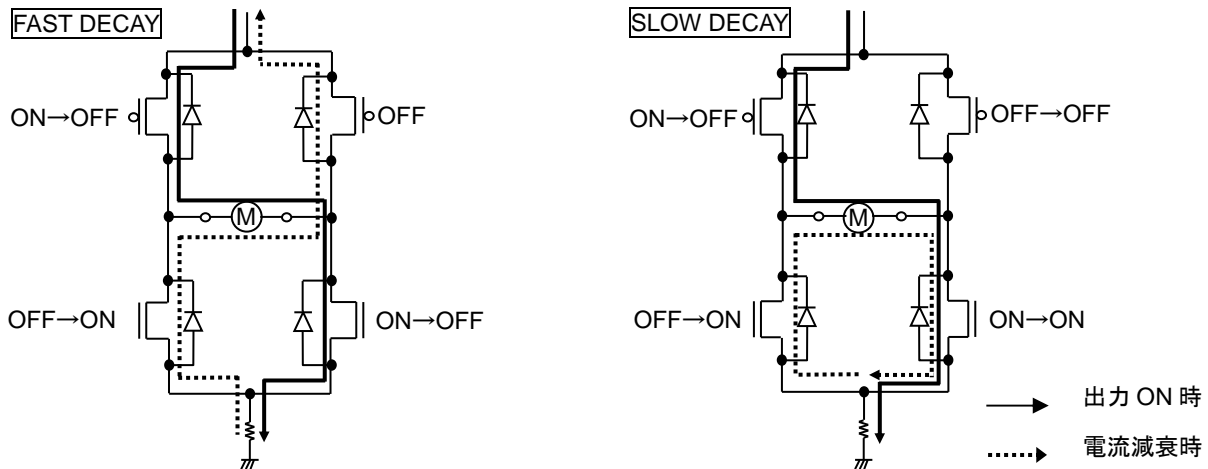 FAST DECAY
ON→OFF
OFF
M
OFF→ON
ON→OFF
SLOW DECAY
ON→OFF
OFF→OFF
M
OFF→ON
ON→ON
出力 ON 時
電流減衰時